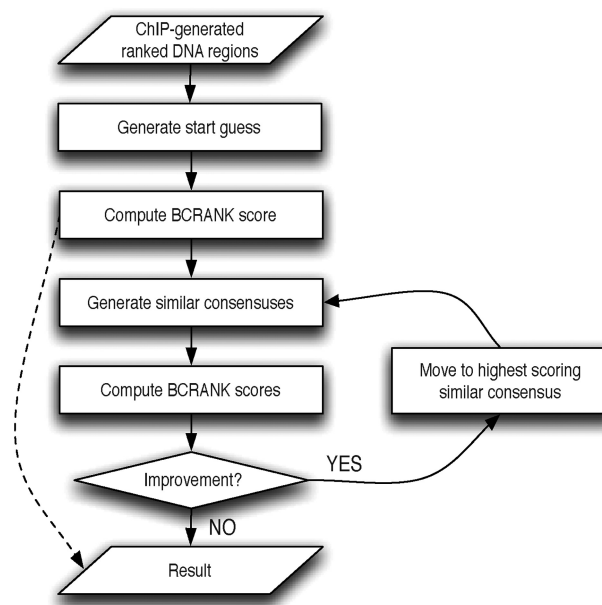 ChIP-generated
ranked DNA regions
Generate start guess
Compute BCRANK score
Generate similar consensuses
Compute BCRANK scores
Move to highest scoring
similar consensus
Improvement?
YES
NO
Result